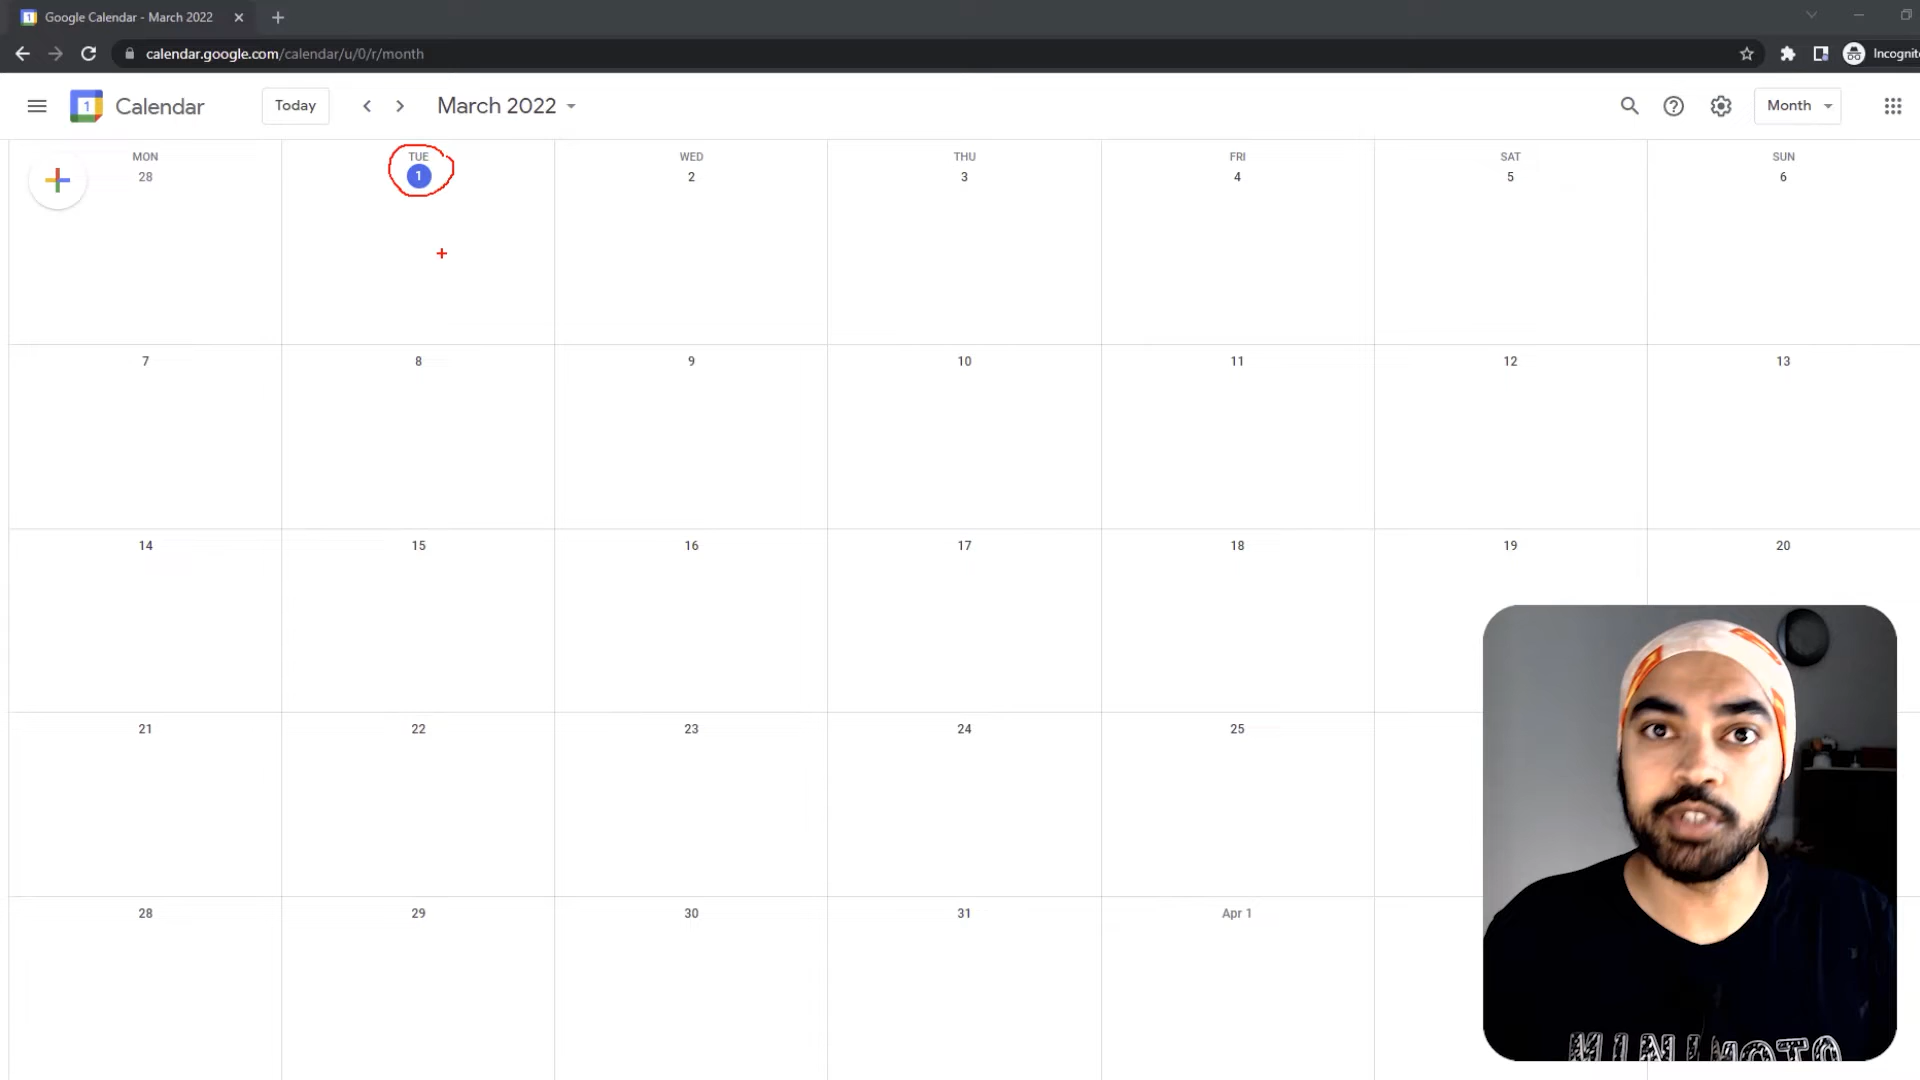 Google Calendar - March 2022
calendar.google.com/calendar/u/0/r/month
Incognito
1 Calendar Today March 2022 Month
MON TUE WED THU FRI SAT SUN
28 1 2 3 4 5 6
7 8 9 10 11 12 13
14 15 16 17 18 19 20
21 22 23 24 25
28 29 30 31 Apr 1
MINIMOTO